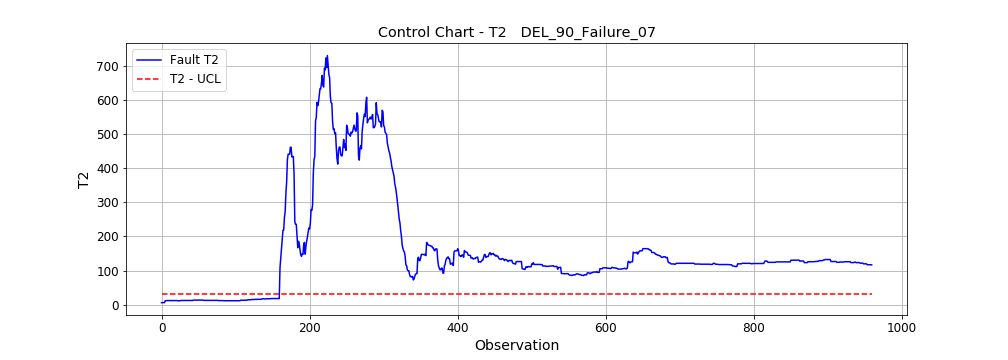 Control Chart - T2   DEL_90_Failure_07
Fault T2
T2 - UCL
T2
700
600
500
400
300
200
100
0
0 200 400 600 800 1000
Observation